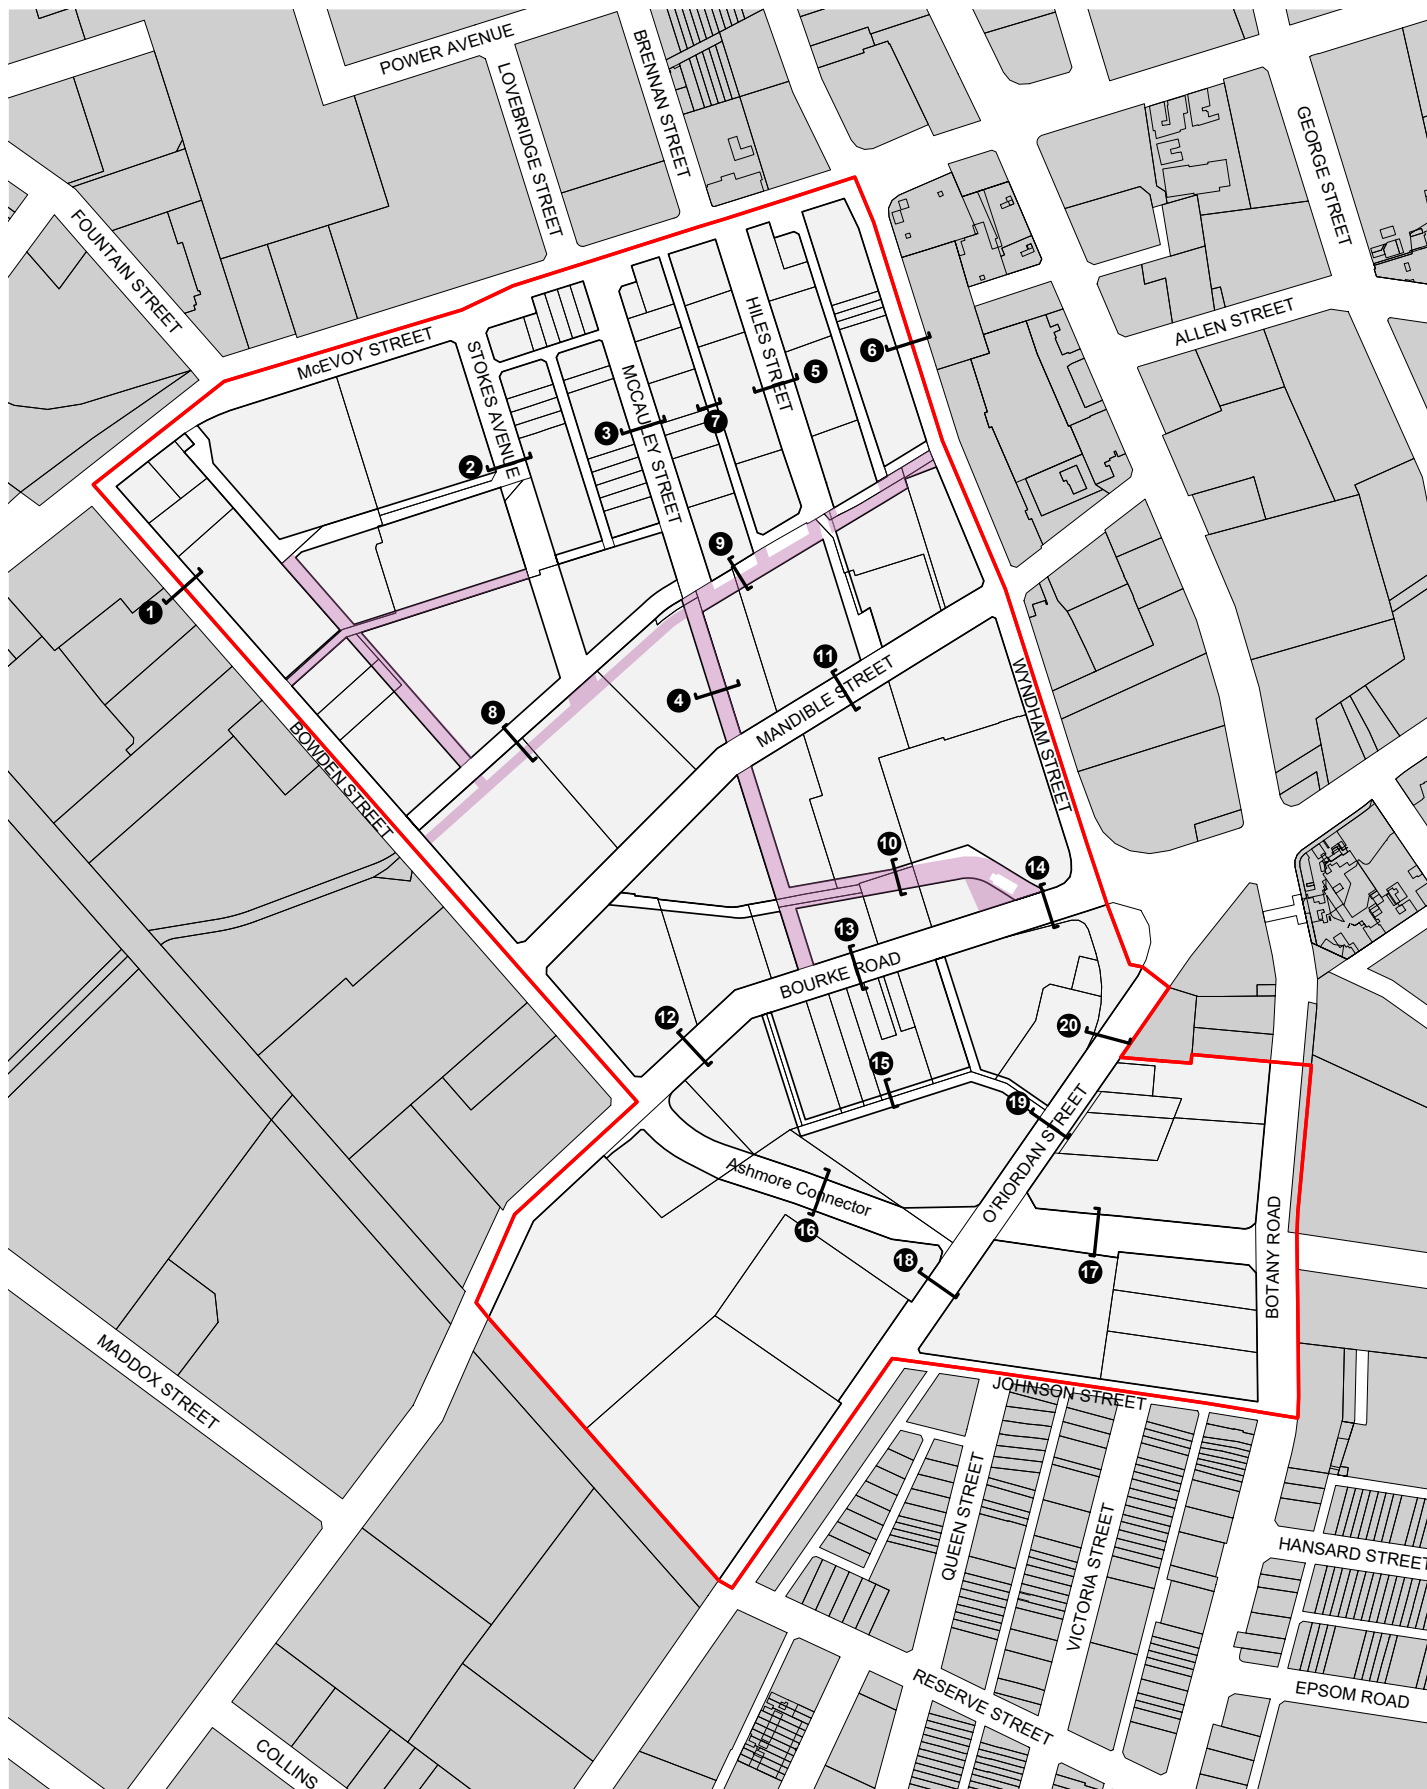 POWER AVENUE
LOVEBRIDGE STREET
BRENNAN STREET
GEORGE STREET
FOUNTAIN STREET
ALLEN STREET
McEVOY STREET
STOKES AVENUE
MCCAULEY STREET
HILES STREET
6
5
7
3
2
9
1
11
MANDIBLE STREET
WYNDHAM STREET
4
8
BOWDEN STREET
10
14
13
BOURKE ROAD
12
20
15
19
O'RIORDAN STREET
Ashmore Connector
16
17
18
BOTANY ROAD
MADDOX STREET
JOHNSON STREET
QUEEN STREET
VICTORIA STREET
HANSARD STREET
RESERVE STREET
EPSOM ROAD
COLLINS